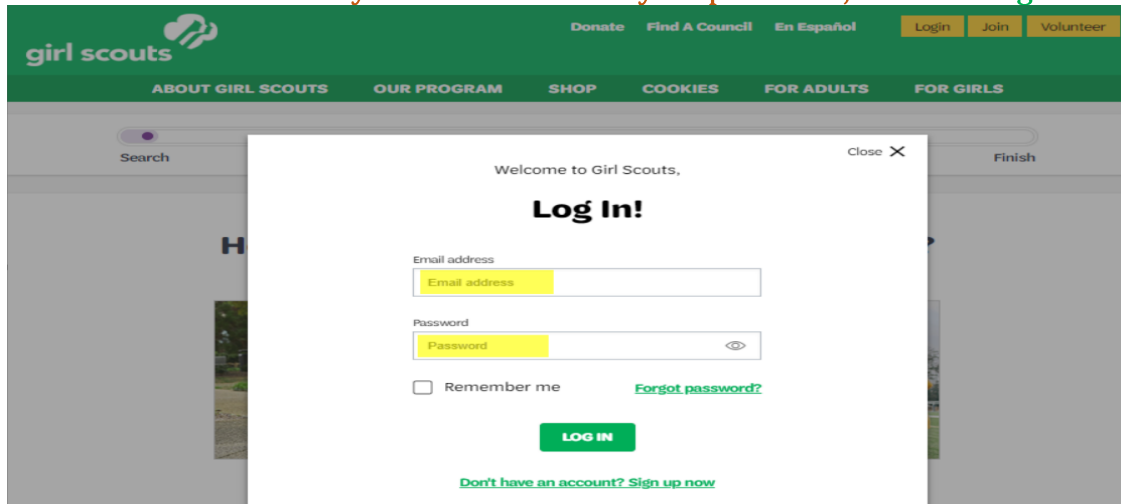 Donate Find A Council En Español Login Join Volunteer
girl scouts
ABOUT GIRL SCOUTS OUR PROGRAM SHOP COOKIES FOR ADULTS FOR GIRLS
Search Finish
Close X
Welcome to Girl Scouts,
Log In!
H ?
Email address
Email address
Password
Password
Remember me Forgot password?
LOG IN
Don't have an account? Sign up now